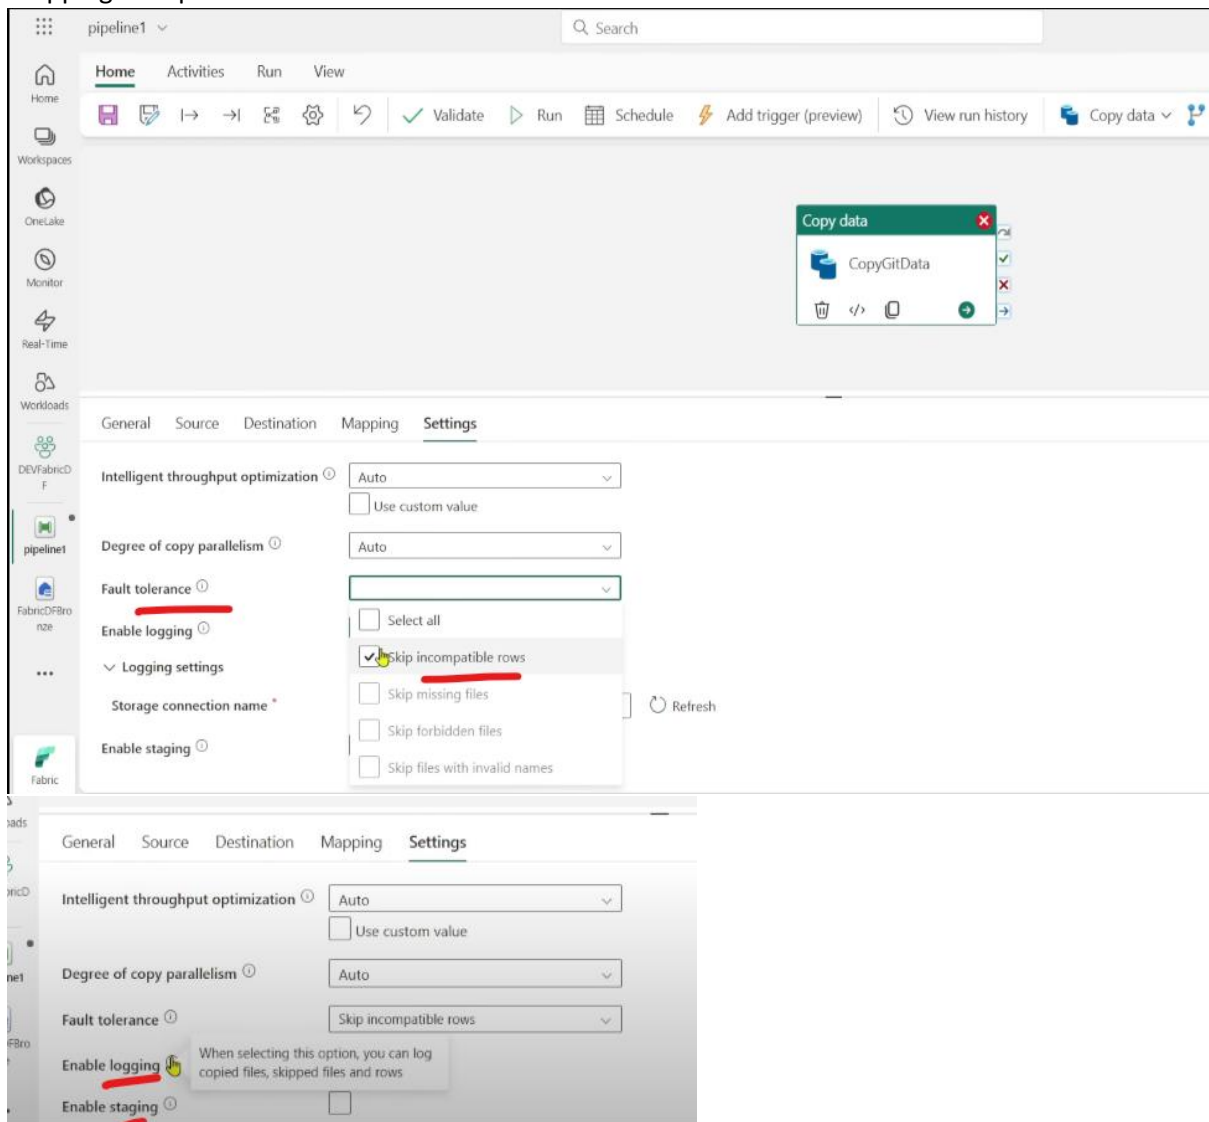 pipeline1
Search
Home Activities Run View
Home
Validate Run Schedule Add trigger (preview) View run history Copy data
Workspaces
OneLake
Copy data
CopyGitData
Monitor
Real-Time
Workloads
General Source Destination Mapping Settings
DEVFabricD
F
Intelligent throughput optimization Auto
Use custom value
pipeline1
Degree of copy parallelism Auto
Fault tolerance
FabricDFBro
nze
Select all
Enable logging
Skip incompatible rows
Logging settings
Skip missing files
Storage connection name * Refresh
Skip forbidden files
Enable staging
Skip files with invalid names
Fabric
oads
General Source Destination Mapping Settings
Intelligent throughput optimization Auto
Use custom value
Degree of copy parallelism Auto
Fault tolerance Skip incompatible rows
Enable logging
When selecting this option, you can log
copied files, skipped files and rows
Enable staging